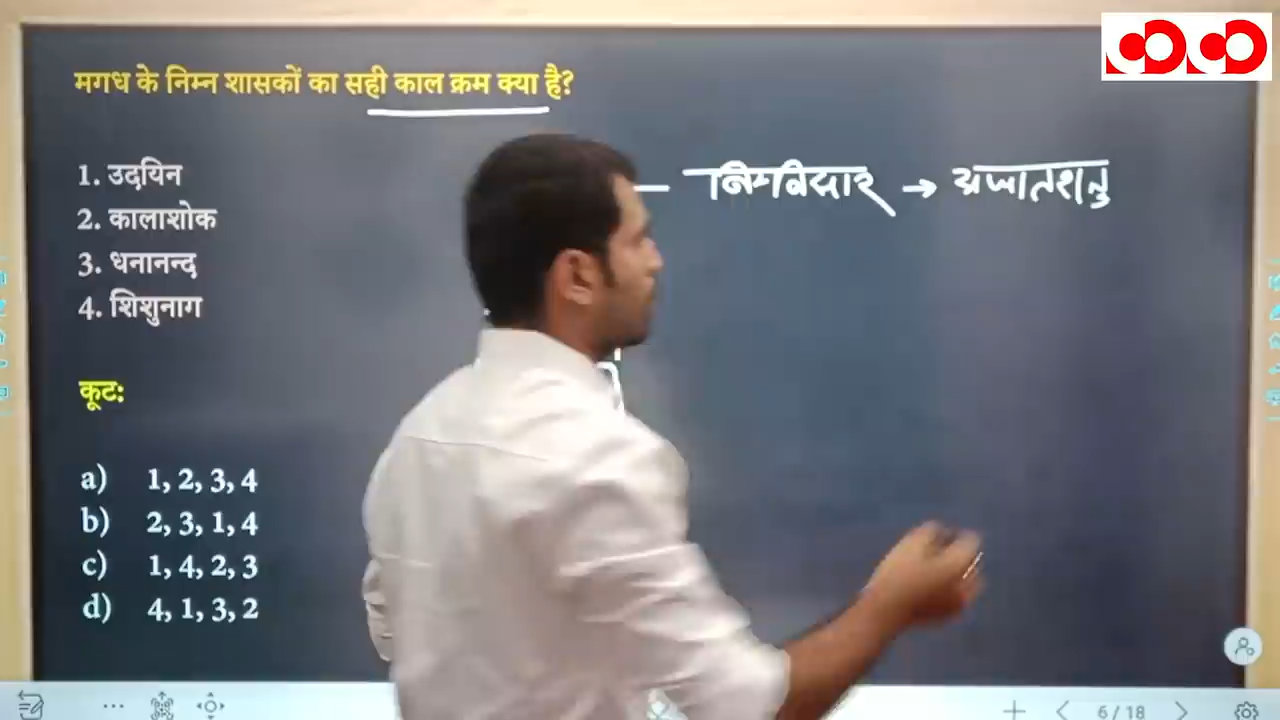 मगध के निम्न शासकों का सही काल क्रम क्या है?
1. उदयिन
2. कालाशोक
3. धनानन्द
4. शिशुनाग
बिम्बिसार → अजातशत्रु
कूटः
a) 1, 2, 3, 4
b) 2, 3, 1, 4
c) 1, 4, 2, 3
d) 4, 1, 3, 2
6/18